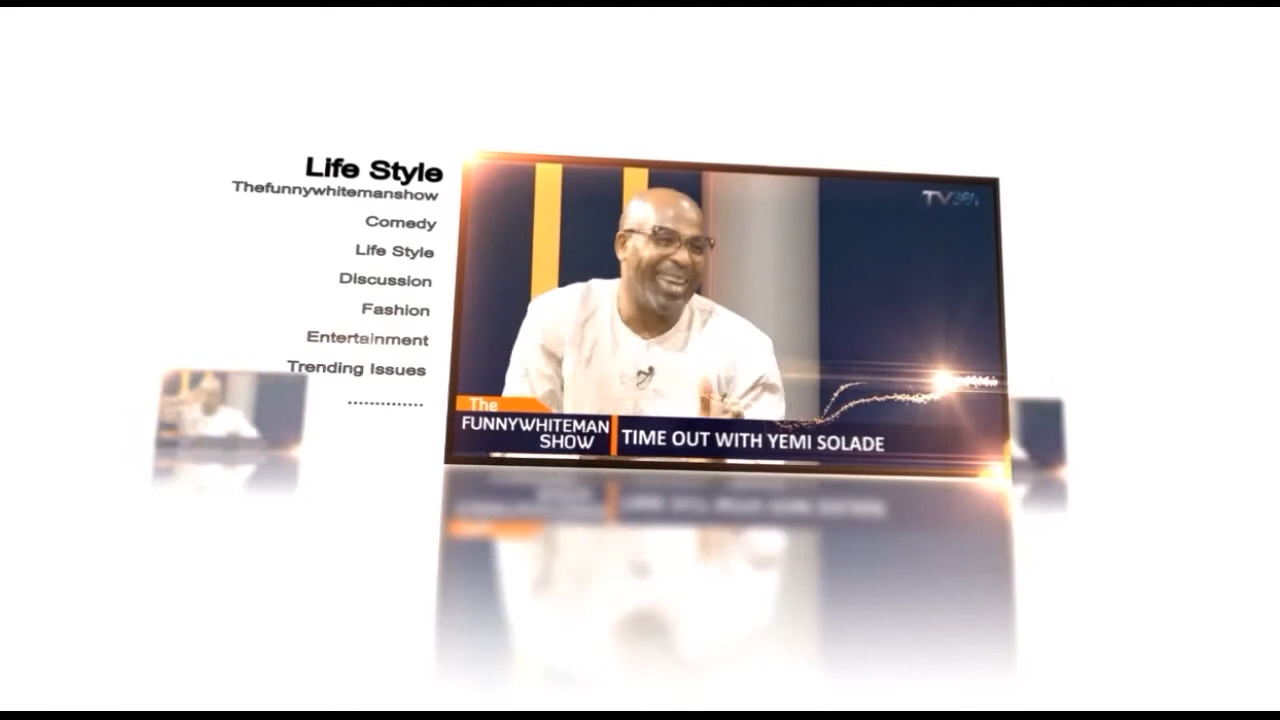 Life Style
Thefunnywhitemanshow
Comedy
Life Style
Discussion
Fashion
Entertainment
Trending Issues
..............
The
FUNNYWHITEMAN
SHOW
TIME OUT WITH YEMI SOLADE